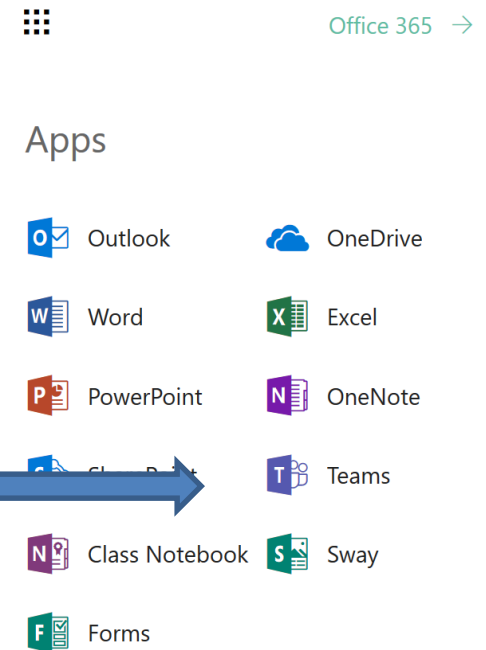 Office 365 →
Apps
Outlook OneDrive
Word Excel
PowerPoint OneNote
Teams
Class Notebook Sway
Forms